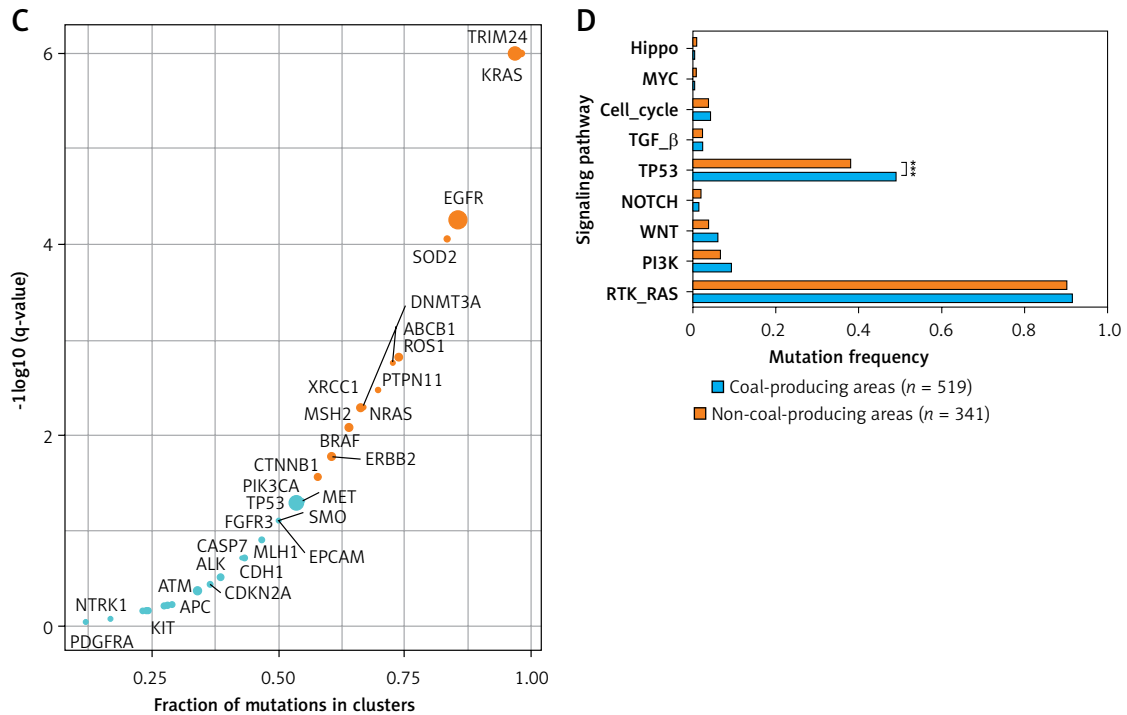 C
TRIM24
6
KRAS
EGFR
4
SOD2
DNMT3A
ABCB1
ROS1
XRCC1
PTPN11
MSH2
NRAS
2
BRAF
ERBB2
CTNNB1
PIK3CA
MET
TP53
SMO
FGFR3
EPCAM
CASP7
MLH1
ALK
CDH1
ATM
CDKN2A
NTRK1
APC
KIT
0
PDGFRA
-1log10 (q-value)
0.25 0.50 0.75 1.00
Fraction of mutations in clusters
D
Signaling pathway
Hippo
MYC
Cell_cycle
TGF_β
TP53
***
NOTCH
WNT
PI3K
RTK_RAS
0 0.2 0.4 0.6 0.8 1.0
Mutation frequency
Coal-producing areas (n = 519)
Non-coal-producing areas (n = 341)